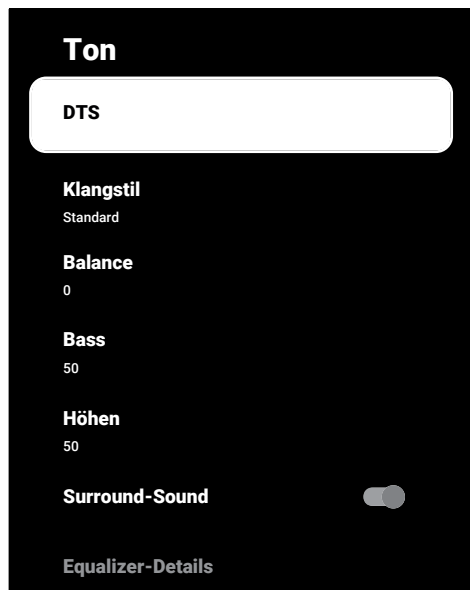 Ton
DTS
Klangstil
Standard
Balance
0
Bass
50
Höhen
50
Surround-Sound
Equalizer-Details